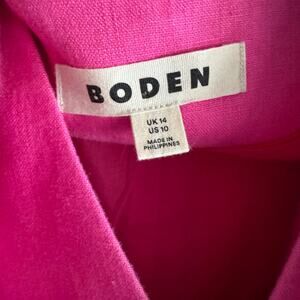 BODEN
UK 14
US 10
MADE IN
PHILIPPINES